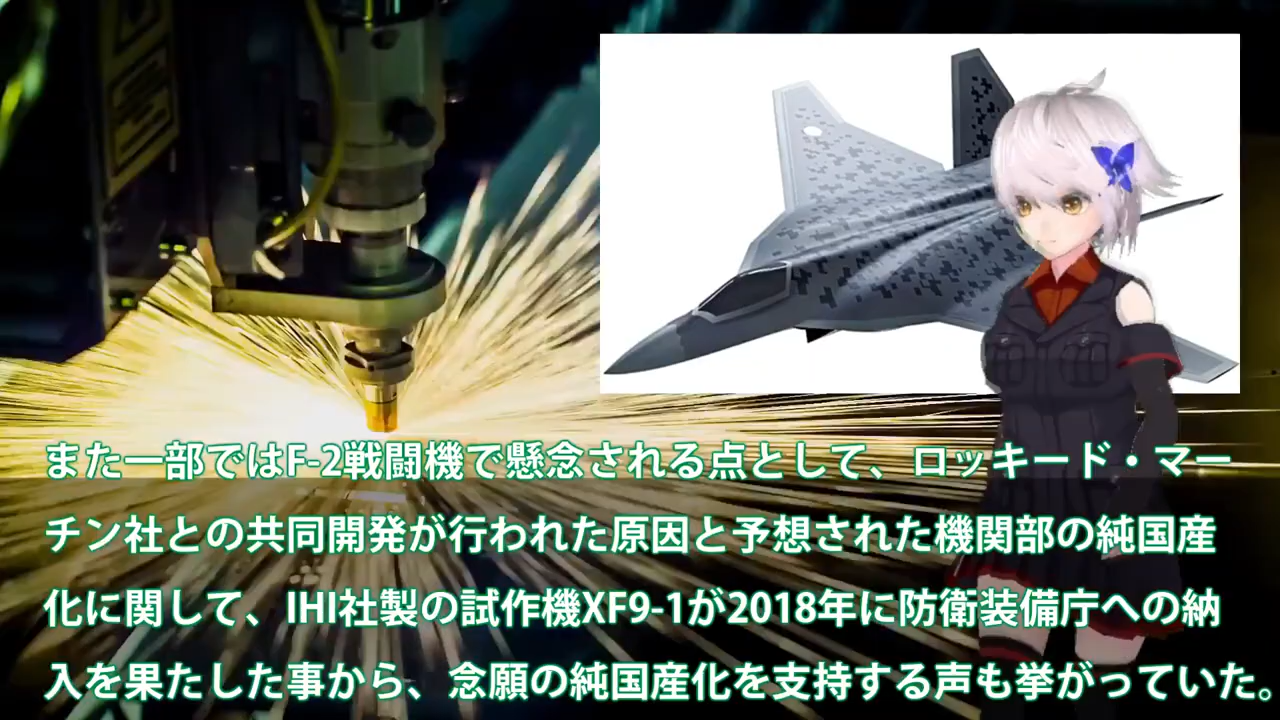 また一部ではF-2戦闘機で懸念される点として、ロッキード・マー
チン社との共同開発が行われた原因と予想された機関部の純国産
化に関して、IHI社製の試作機XF9-1が2018年に防衛装備庁への納
入を果たした事から、念願の純国産化を支持する声も挙がっていた。